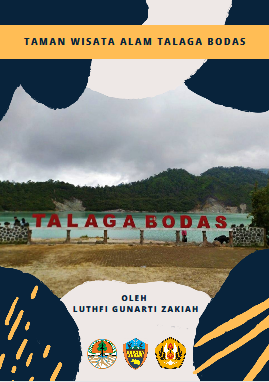 TAMAN WISATA ALAM TALAGA BODAS
TALAGA BODAS
OLEH
LUTHFI GUNARTI ZAKIAH